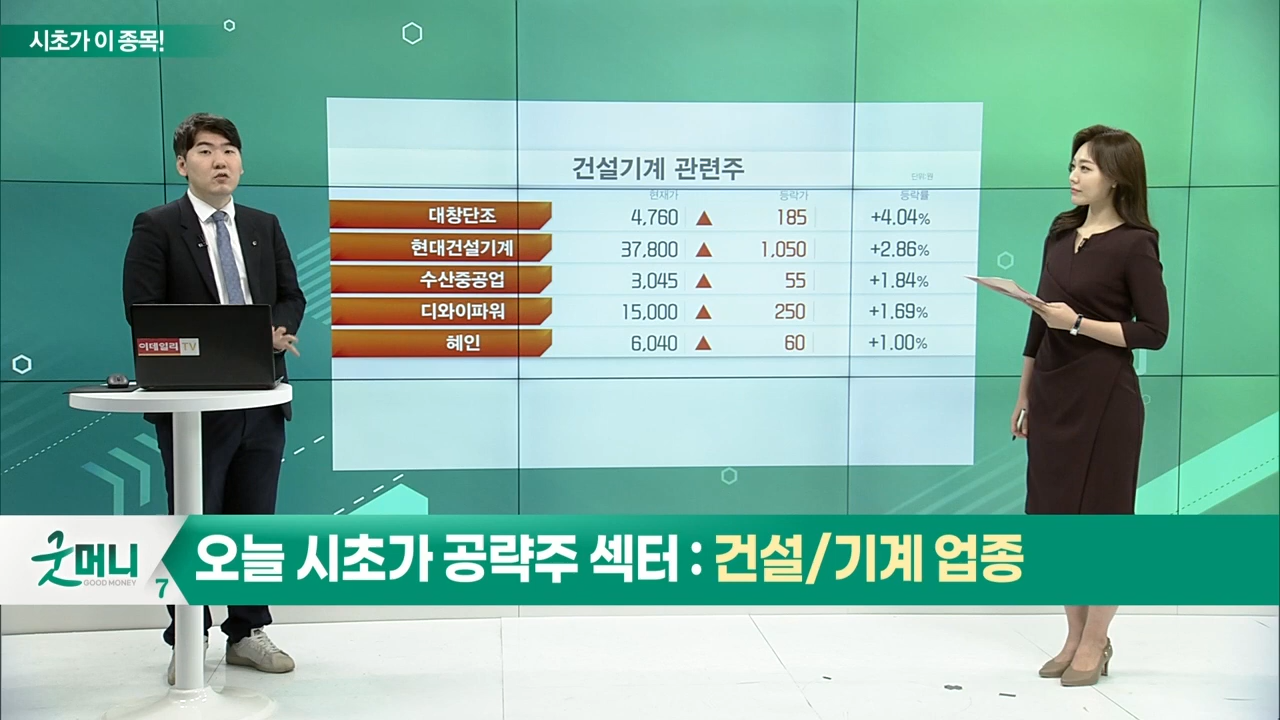 시초가 이 종목!
건설기계 관련주
단위:원
현재가 등락가 등락률
대창단조 4,760 ▲ 185 +4.04%
현대건설기계 37,800 ▲ 1,050 +2.86%
수산중공업 3,045 ▲ 55 +1.84%
디와이파워 15,000 ▲ 250 +1.69%
혜인 6,040 ▲ 60 +1.00%
이데일리 TV
굿머니
GOOD MONEY
7
오늘 시초가 공략주 섹터 : 건설/기계 업종